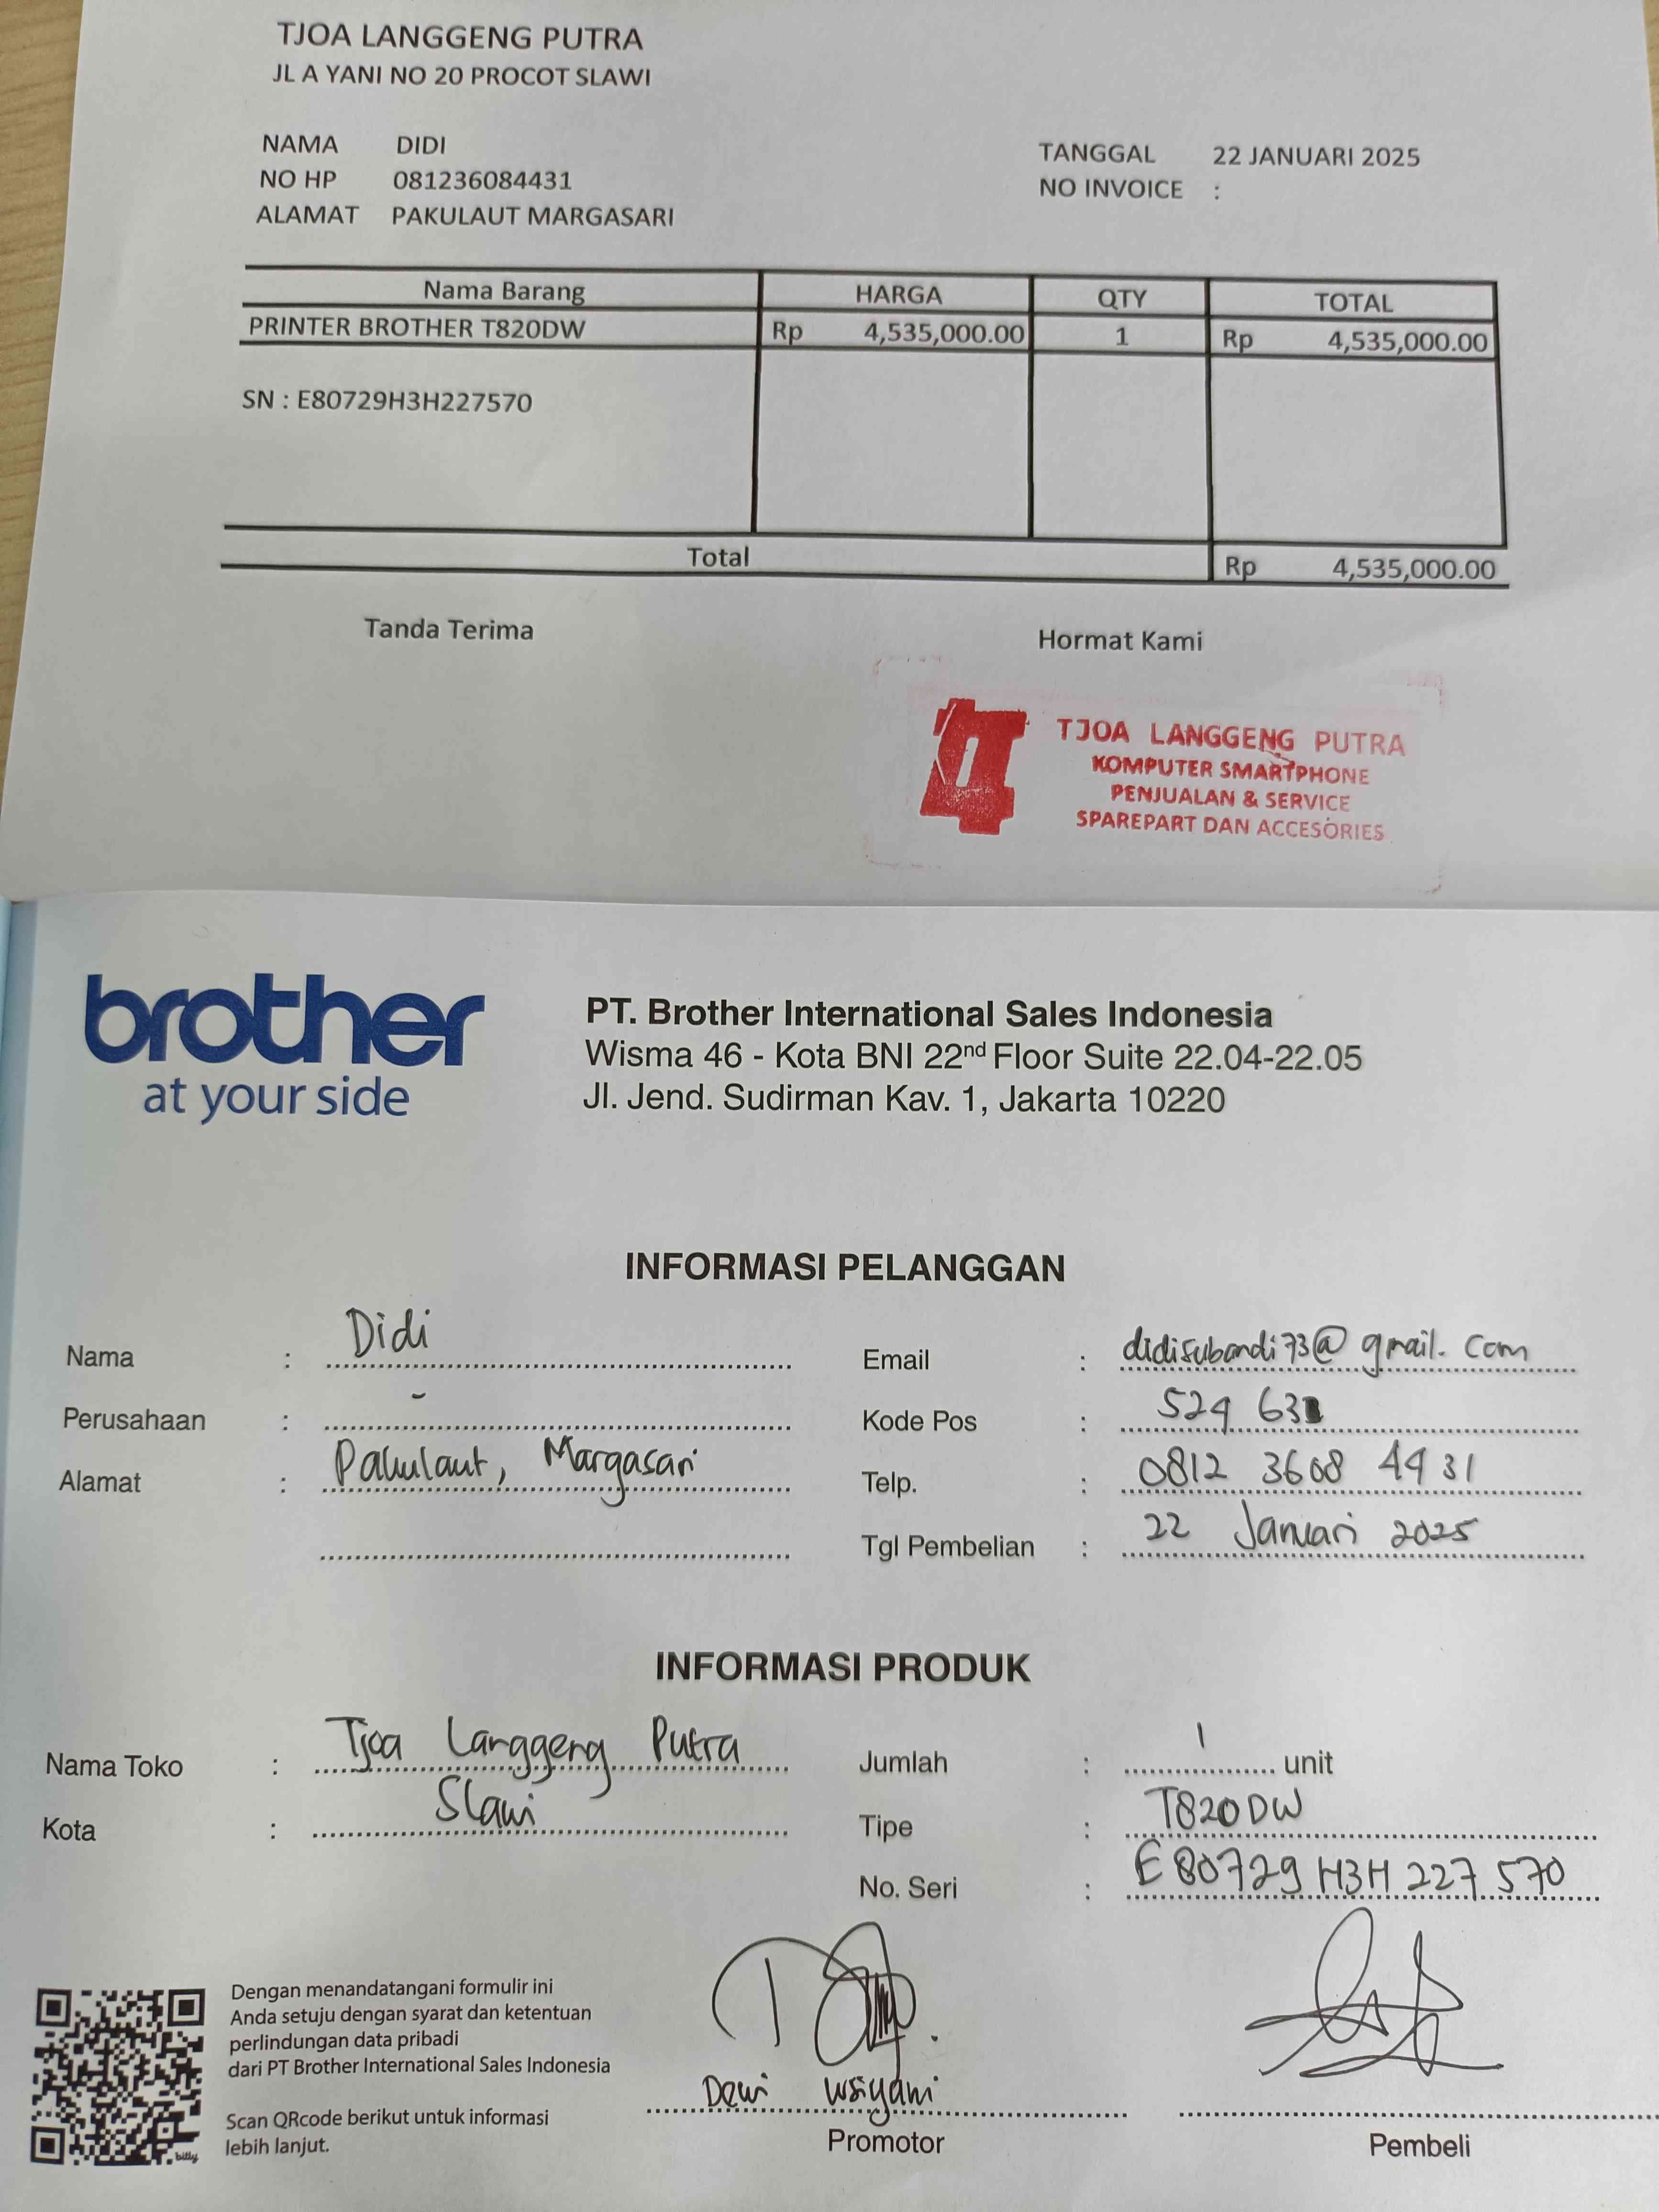 TJOA LANGGENG PUTRA
JL A YANI NO 20 PROCOT SLAWI
NAMA DIDI
NO HP 081236084431
ALAMAT PAKULAUT MARGASARI
TANGGAL 22 JANUARI 2025
NO INVOICE :
Nama Barang HARGA QTY TOTAL
PRINTER BROTHER T820DW Rp 4,535,000.00 1 Rp 4,535,000.00
SN : E80729H3H227570
Total Rp 4,535,000.00
Tanda Terima Hormat Kami
TJOA LANGGENG PUTRA
KOMPUTER SMARTPHONE
PENJUALAN & SERVICE
SPAREPART DAN ACCESORIES
brother
at your side
PT. Brother International Sales Indonesia
Wisma 46 - Kota BNI 22nd Floor Suite 22.04-22.05
Jl. Jend. Sudirman Kav. 1, Jakarta 10220
INFORMASI PELANGGAN
Nama : Didi
Perusahaan : -
Alamat : Pakulaut, Margasari
Email : didisubandi73@gmail.com
Kode Pos :
Telp. : 0812 3608 4431
Tgl Pembelian : 22 Januari 2025
INFORMASI PRODUK
Nama Toko : Tjoa Langgeng Putra
Kota : Slawi
Jumlah : 1 unit
Tipe : T820DW
No. Seri : E80729H3H227570
Dengan menandatangani formulir ini
Anda setuju dengan syarat dan ketentuan
perlindungan data pribadi
dari PT Brother International Sales Indonesia
Scan QRcode berikut untuk informasi
lebih lanjut.
bitly
Dewi
Promotor
Pembeli